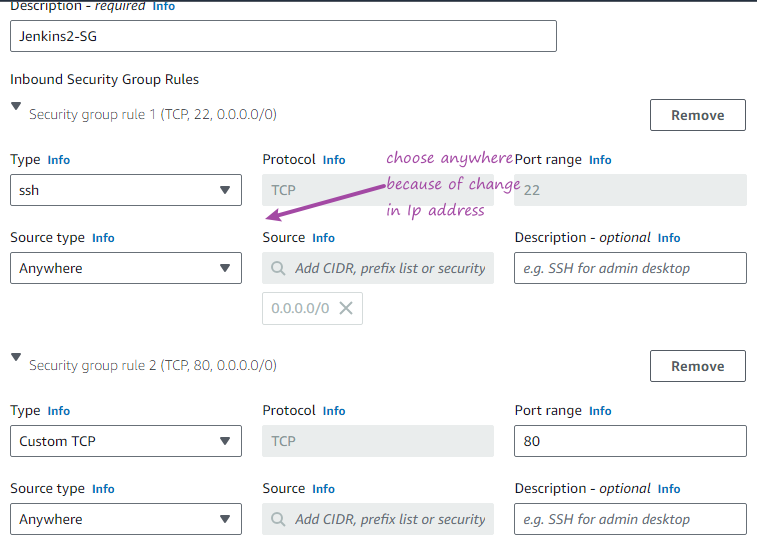 Description - required Info
Jenkins2-SG
Inbound Security Group Rules
Security group rule 1 (TCP, 22, 0.0.0.0/0)
Remove
Type Info
Protocol Info
Port range Info
ssh
TCP
22
choose anywhere
because of change
in Ip address
Source type Info
Source Info
Description - optional Info
Anywhere
Add CIDR, prefix list or security
e.g. SSH for admin desktop
0.0.0.0/0
Security group rule 2 (TCP, 80, 0.0.0.0/0)
Remove
Type Info
Protocol Info
Port range Info
Custom TCP
TCP
80
Source type Info
Source Info
Description - optional Info
Anywhere
Add CIDR, prefix list or security
e.g. SSH for admin desktop